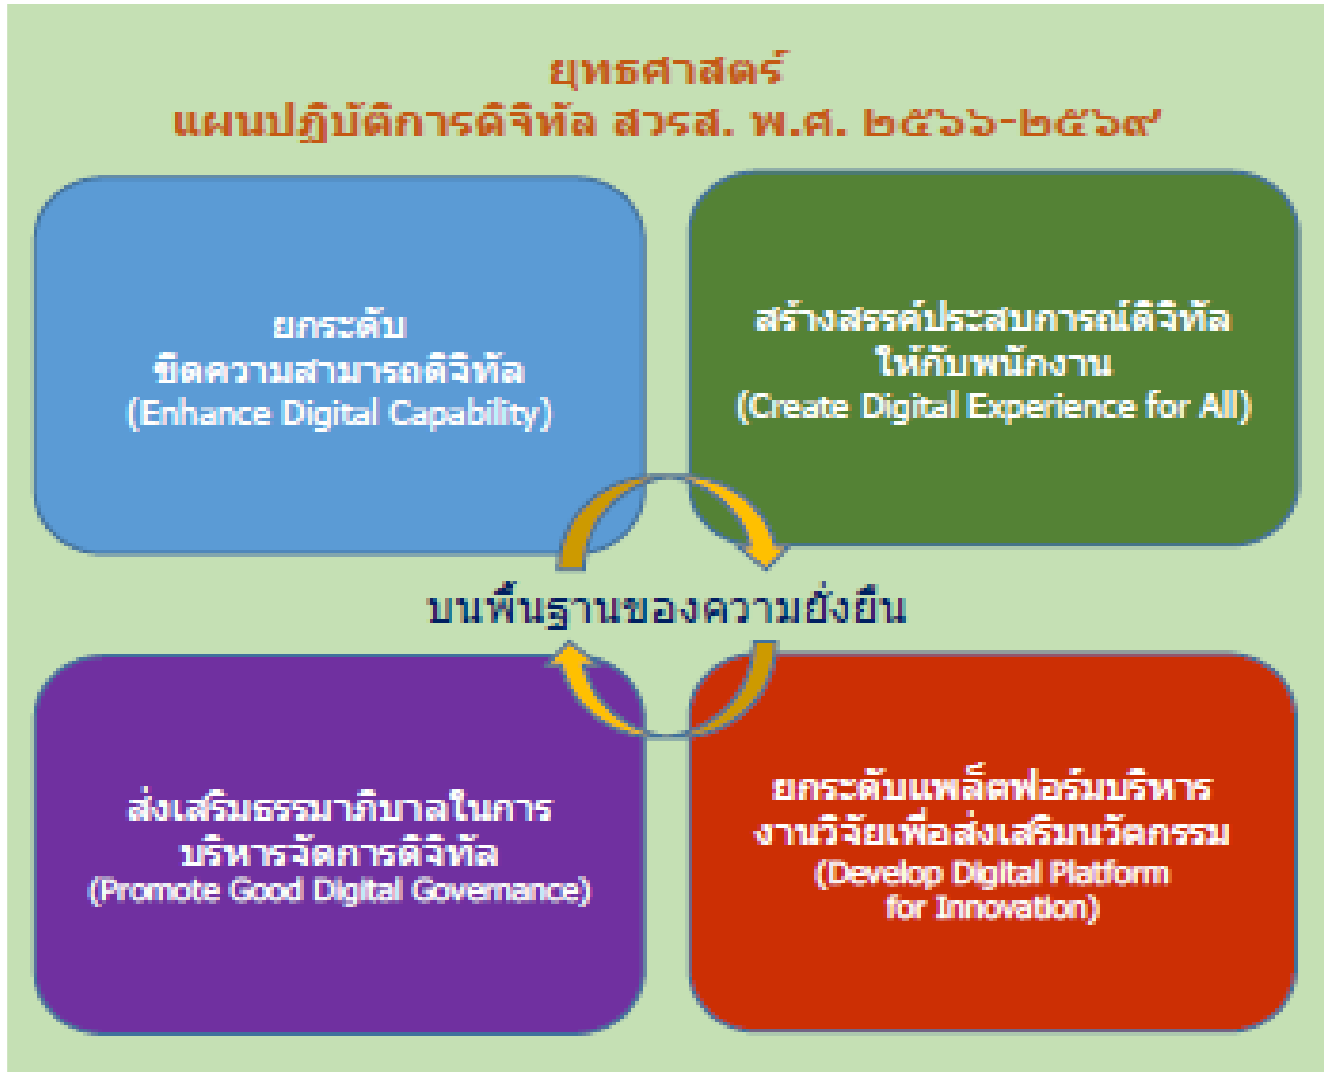 ยุทธศาสตร์
แผนปฏิบัติการดิจิทัล สวรส. พ.ศ. ๒๕๖๖-๒๕๖๙
ยกระดับ
ขีดความสามารถดิจิทัล
(Enhance Digital Capability)
สร้างสรรค์ประสบการณ์ดิจิทัล
ให้กับพนักงาน
(Create Digital Experience for All)
บนพื้นฐานของความยั่งยืน
ส่งเสริมธรรมาภิบาลในการ
บริหารจัดการดิจิทัล
(Promote Good Digital Governance)
ยกระดับแพล็ตฟอร์มบริหาร
งานวิจัยเพื่อส่งเสริมนวัตกรรม
(Develop Digital Platform
for Innovation)